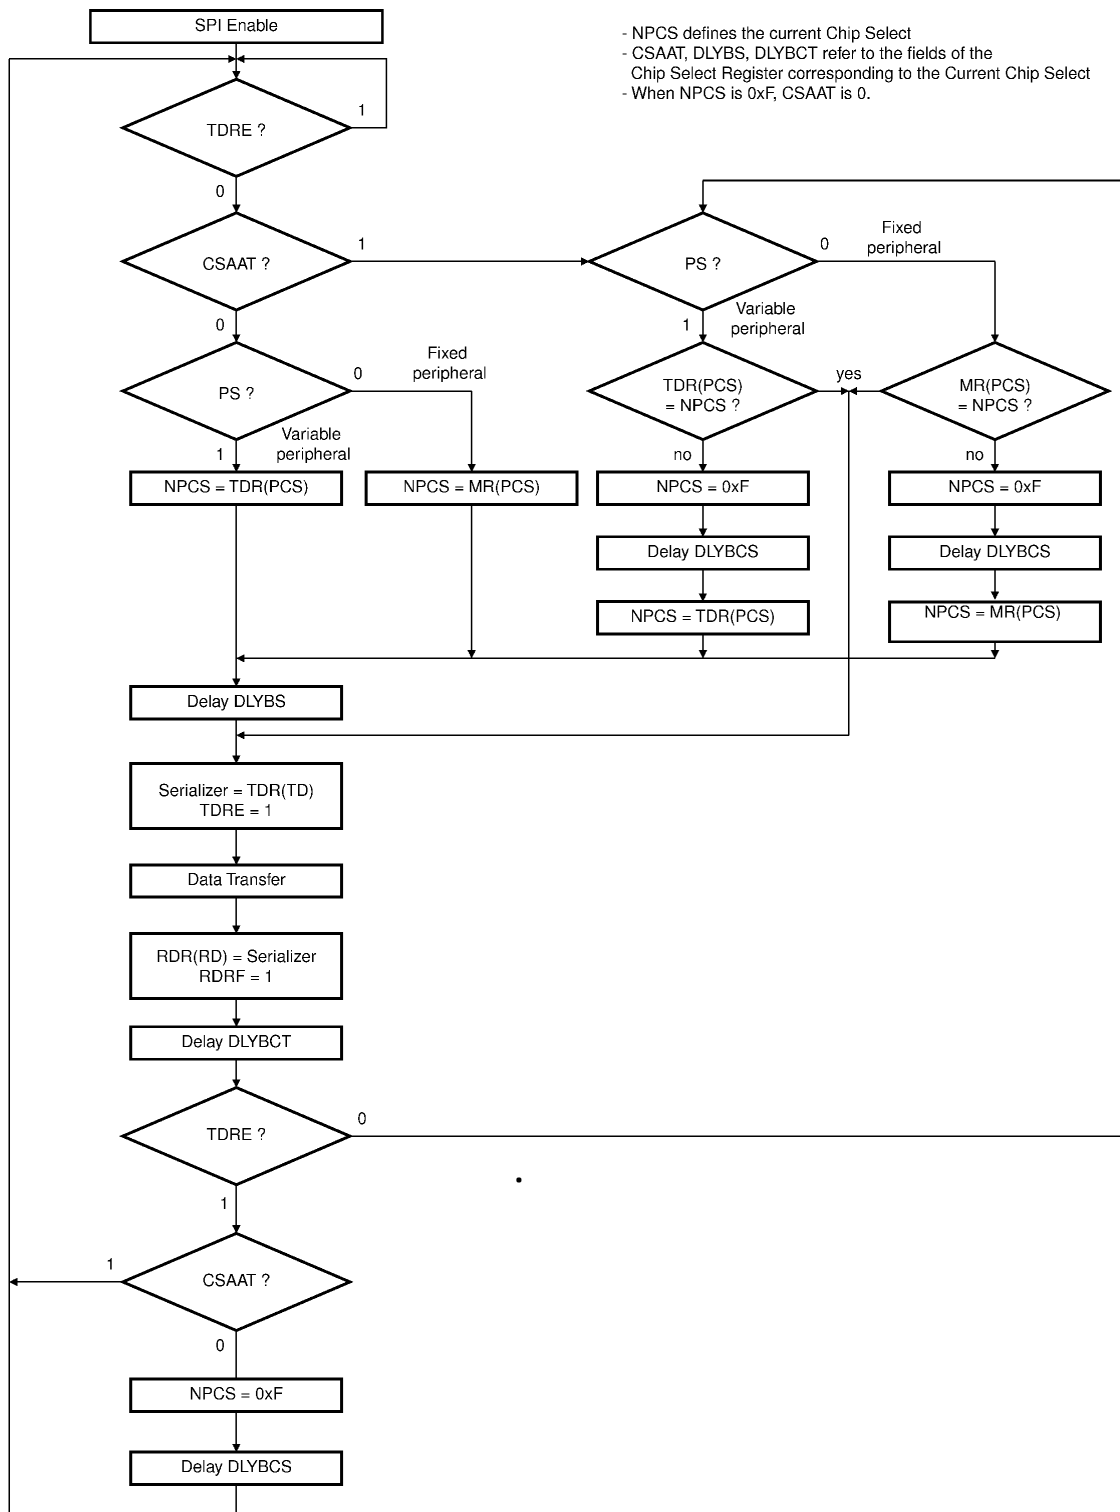 SPI Enable
- NPCS defines the current Chip Select
- CSAAT, DLYBS, DLYBCT refer to the fields of the
Chip Select Register corresponding to the Current Chip Select
- When NPCS is 0xF, CSAAT is 0.
TDRE ?
1
0
CSAAT ?
1
0
PS ?
0
Fixed
peripheral
1
Variable
peripheral
NPCS = TDR(PCS)
NPCS = MR(PCS)
PS ?
0
Fixed
peripheral
1
Variable
peripheral
TDR(PCS)
= NPCS ?
yes
MR(PCS)
= NPCS ?
no
no
NPCS = 0xF
NPCS = 0xF
Delay DLYBCS
Delay DLYBCS
NPCS = TDR(PCS)
NPCS = MR(PCS)
Delay DLYBS
Serializer = TDR(TD)
TDRE = 1
Data Transfer
RDR(RD) = Serializer
RDRF = 1
Delay DLYBCT
TDRE ?
0
1
CSAAT ?
1
0
NPCS = 0xF
Delay DLYBCS